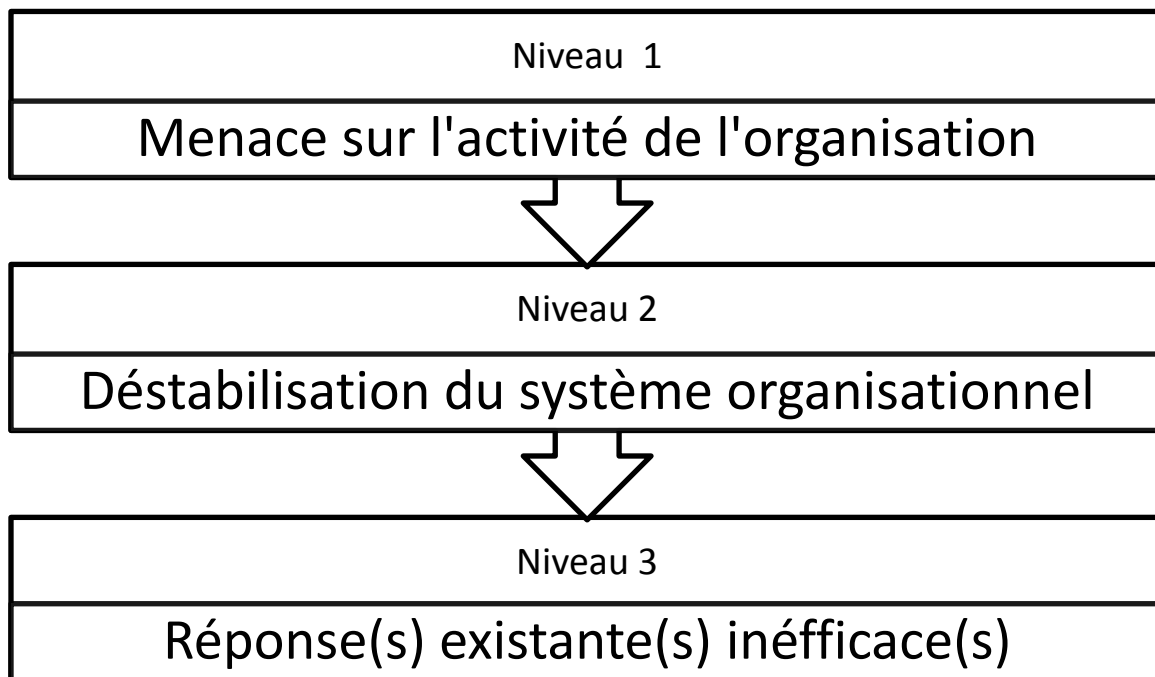 Niveau  1
Menace sur l'activité de l'organisation
Niveau 2
Déstabilisation du système organisationnel
Niveau 3
Réponse(s) existante(s) inéfficace(s)